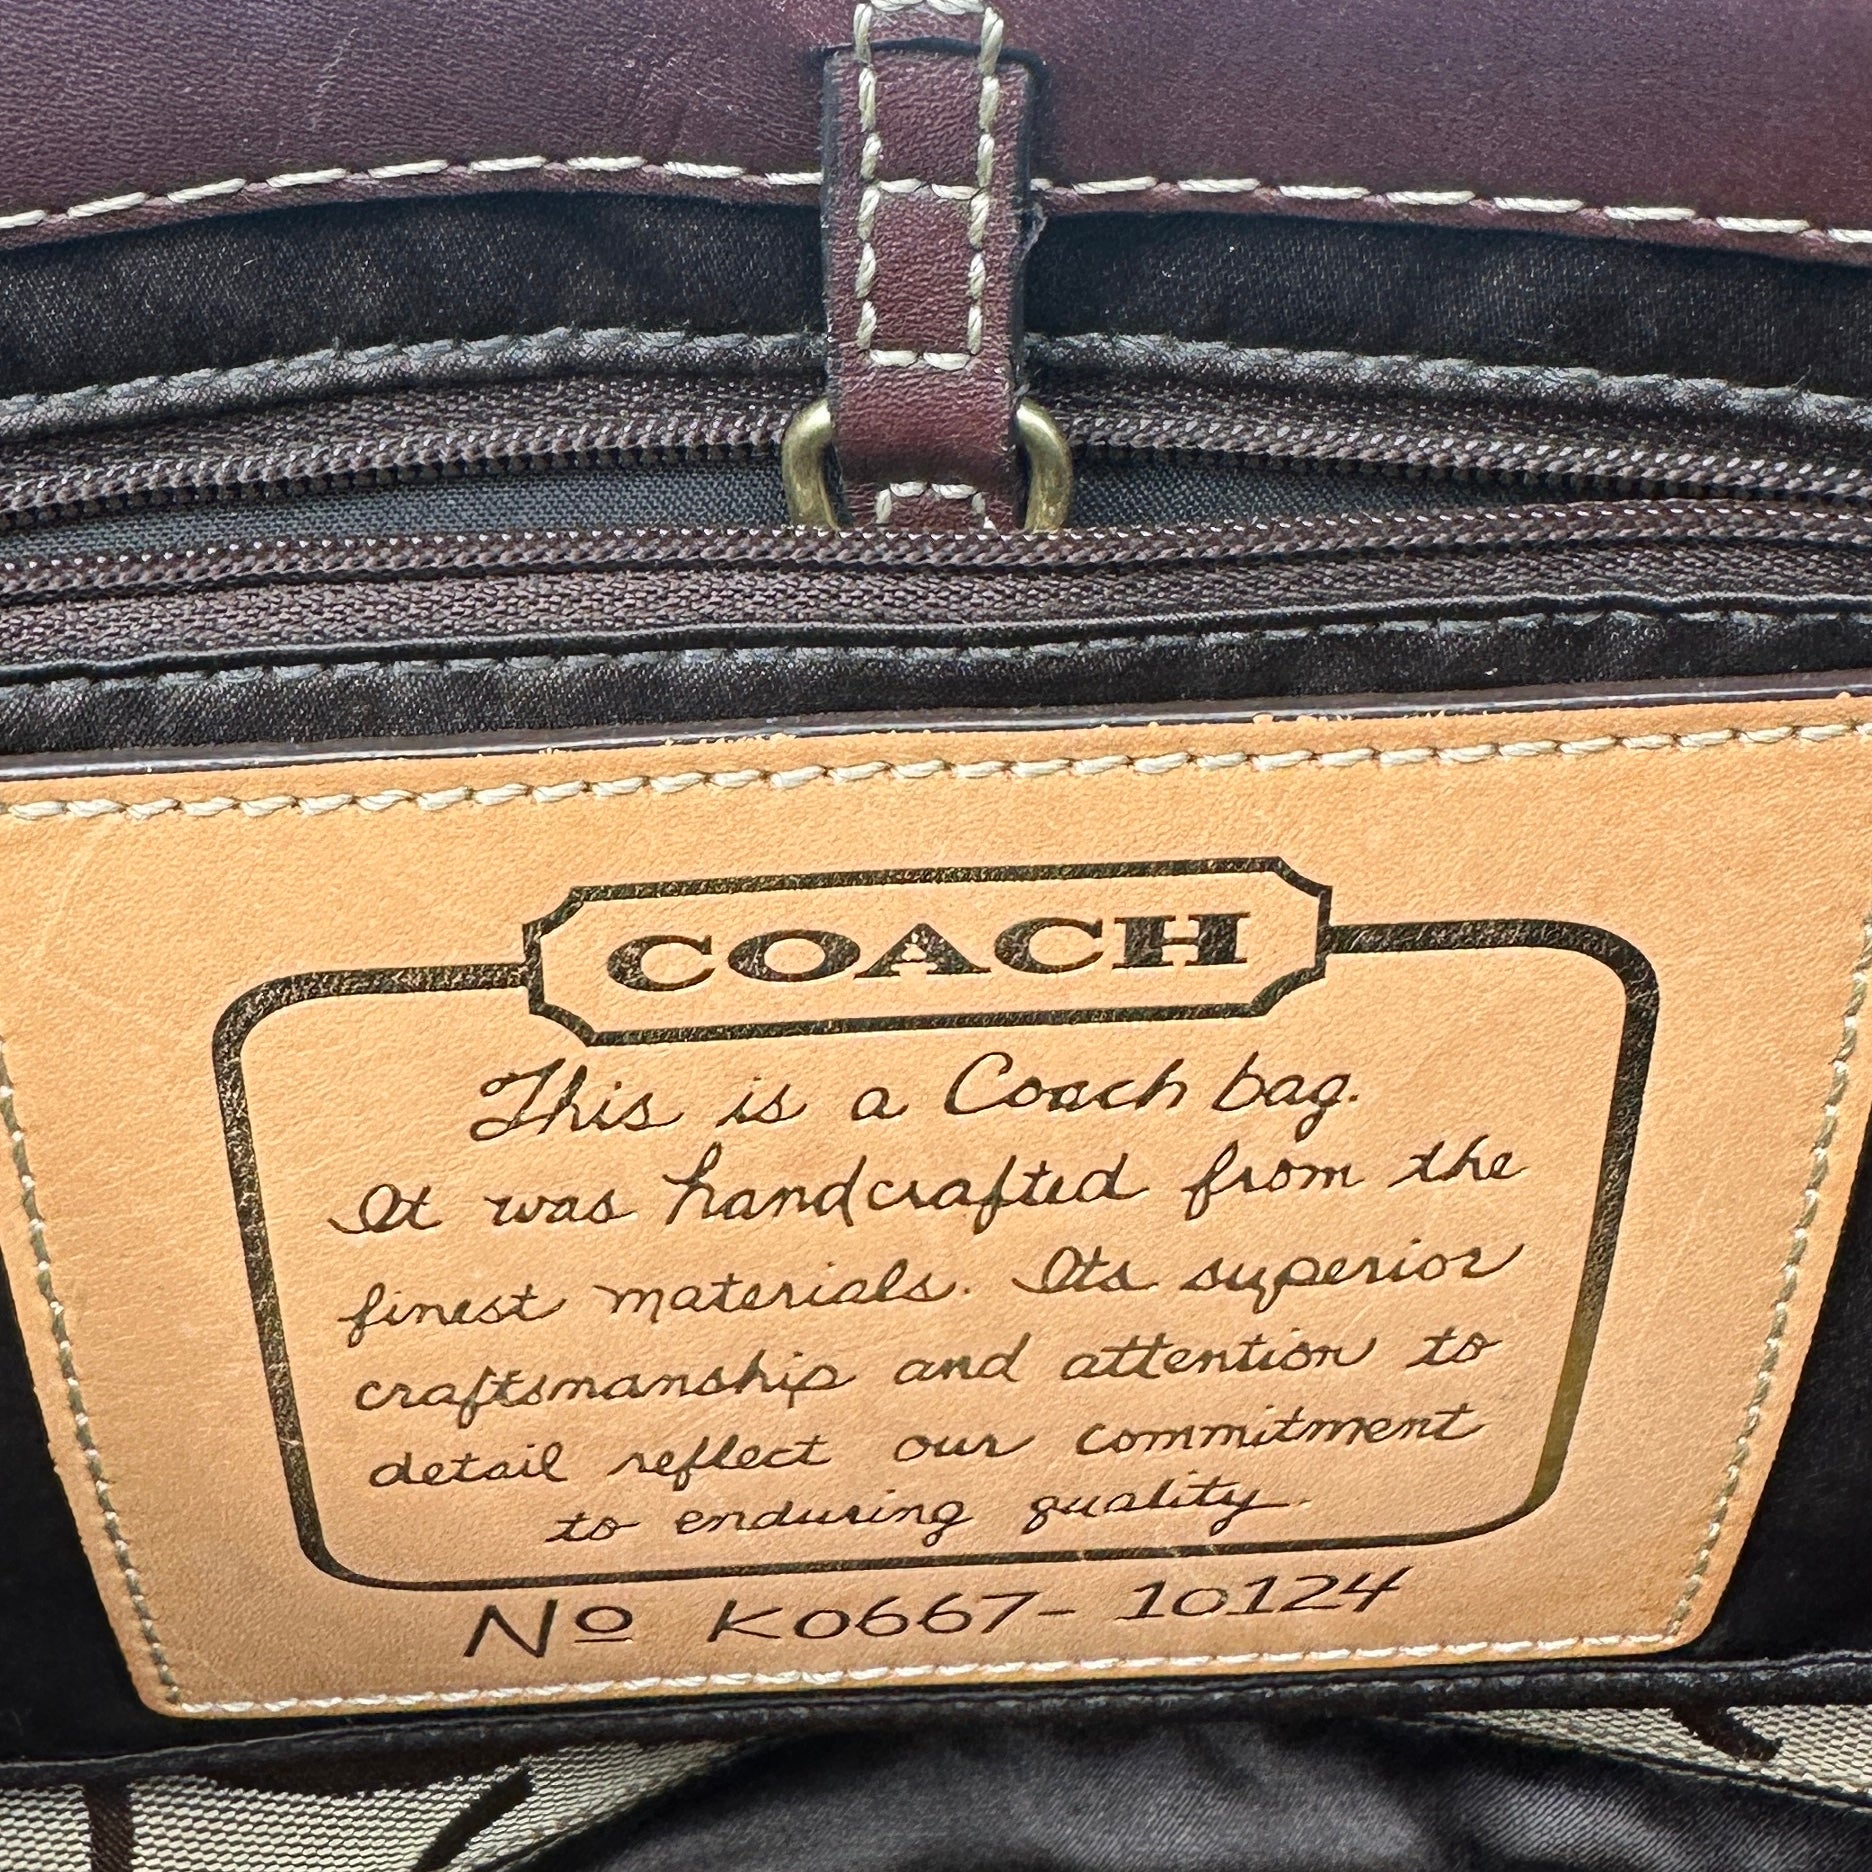 COACH
This is a Coach bag.
It was handcrafted from the
finest materials. Its superior
craftsmanship and attention to
detail reflect our commitment
to enduring quality.
Nº K0667-10124